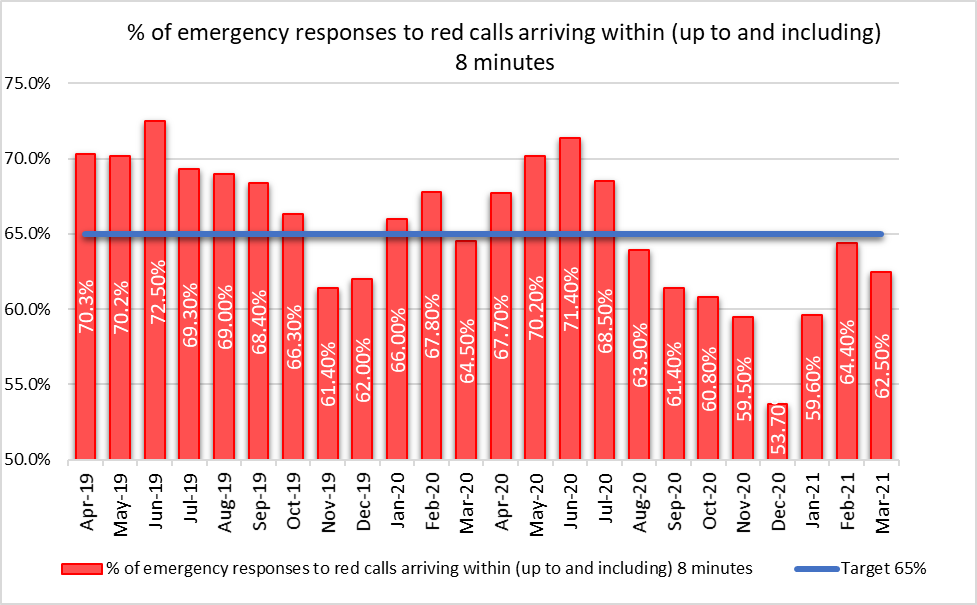 % of emergency responses to red calls arriving within (up to and including)
8 minutes
75.0%
70.0%
65.0%
60.0%
55.0%
50.0%
70.3%
70.2%
72.50%
69.30%
69.00%
68.40%
66.30%
61.40%
62.00%
66.00%
67.80%
64.50%
67.70%
70.20%
71.40%
68.50%
63.90%
61.40%
60.80%
59.50%
53.70
59.60%
64.40%
62.50%
Apr-19
May-19
Jun-19
Jul-19
Aug-19
Sep-19
Oct-19
Nov-19
Dec-19
Jan-20
Feb-20
Mar-20
Apr-20
May-20
Jun-20
Jul-20
Aug-20
Sep-20
Oct-20
Nov-20
Dec-20
Jan-21
Feb-21
Mar-21
% of emergency responses to red calls arriving within (up to and including) 8 minutes
Target 65%